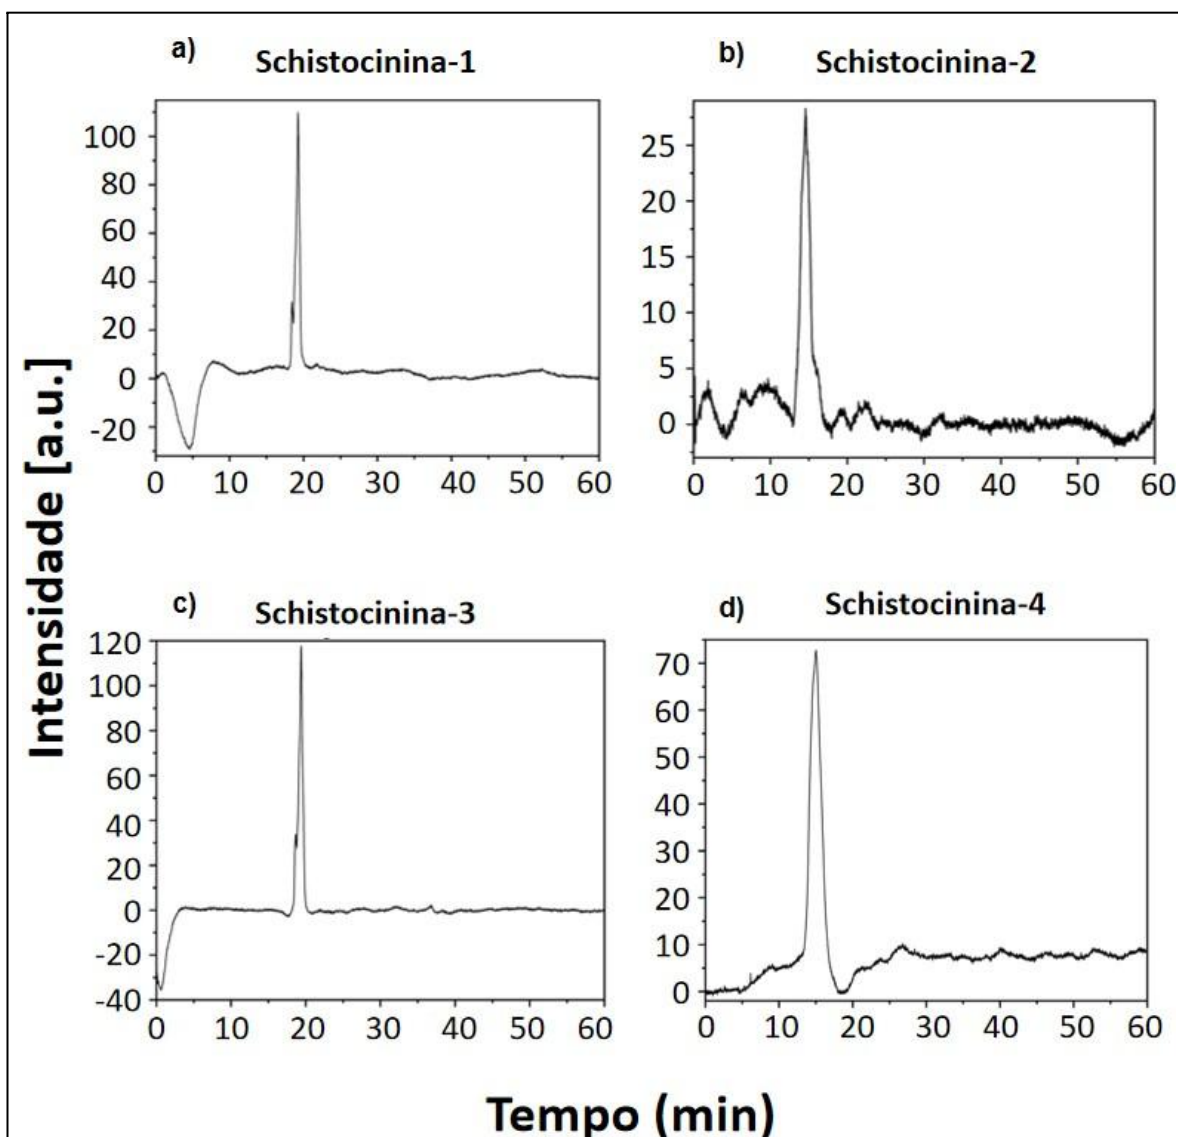 a)
Schistocinina-1
100
80
60
40
20
0
-20
0 10 20 30 40 50 60
b)
Schistocinina-2
25
20
15
10
5
0
0 10 20 30 40 50 60
Intensidade [a.u.]
c)
Schistocinina-3
120
100
80
60
40
20
0
-20
-40
0 10 20 30 40 50 60
d)
Schistocinina-4
70
60
50
40
30
20
10
0
0 10 20 30 40 50 60
Tempo (min)